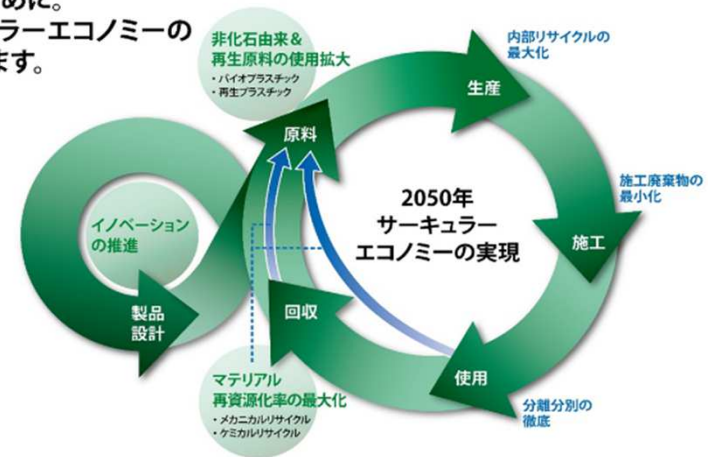 めに。
ラーエコノミーの
ます。
非化石由来＆
再生原料の使用拡大
・バイオプラスチック
・再生プラスチック
内部リサイクルの
最大化
生産
原料
施工廃棄物の
最小化
2050年
サーキュラー
エコノミーの実現
イノベーション
の推進
施工
製品
設計
回収
使用
マテリアル
再資源化率の最大化
・メカニカルリサイクル
・ケミカルリサイクル
分離分別の
徹底